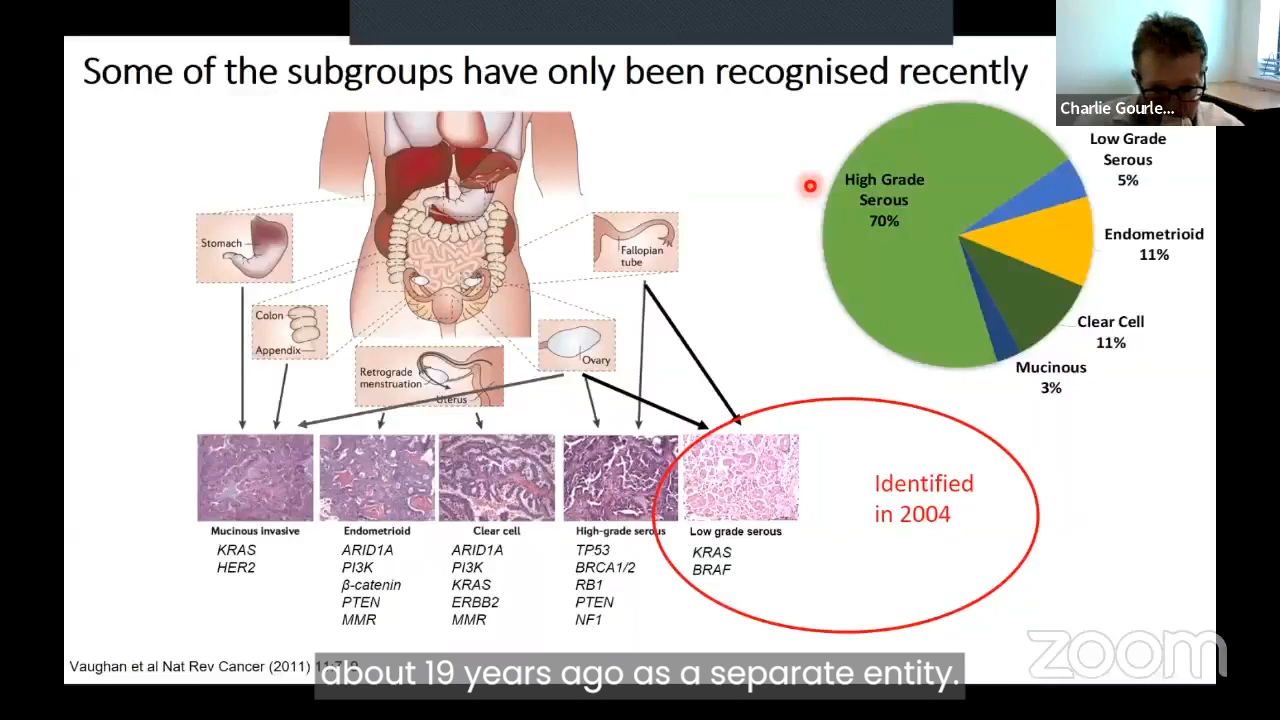 Some of the subgroups have only been recognised recently
Charlie Gourle...
Stomach
Colon
Appendix
Retrograde
menstruation
Uterus
Fallopian
tube
Ovary
High Grade
Serous
70%
Low Grade
Serous
5%
Endometrioid
11%
Clear Cell
11%
Mucinous
3%
Mucinous invasive
KRAS
HER2
Endometrioid
ARID1A
PI3K
β-catenin
PTEN
MMR
Clear cell
ARID1A
PI3K
KRAS
ERBB2
MMR
High-grade serous
TP53
BRCA1/2
RB1
PTEN
NF1
Low grade serous
KRAS
BRAF
Identified
in 2004
Vaughan et al Nat Rev Cancer (2011)
about 19 years ago as a separate entity.
zoom